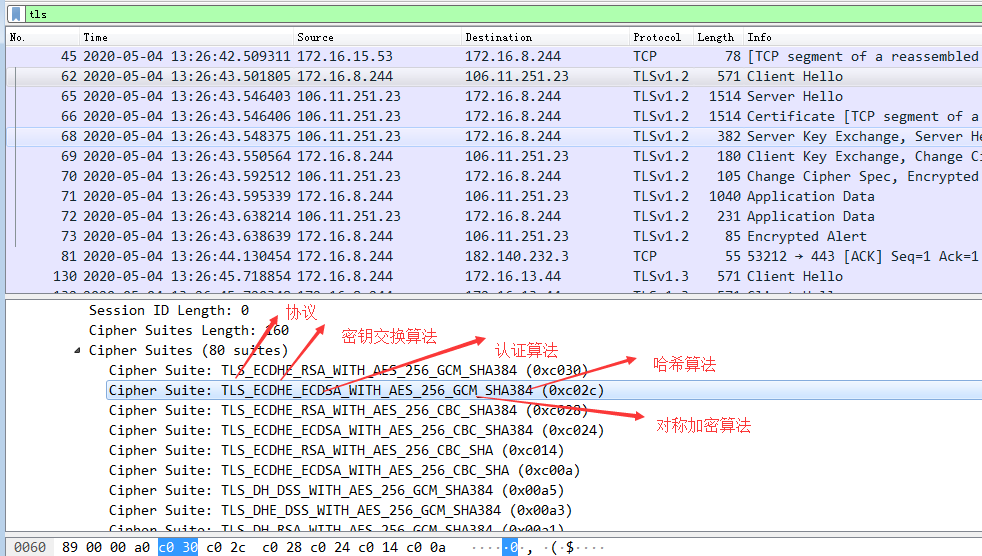 tls
No. Time Source Destination Protocol Length Info
45 2020-05-04 13:26:42.509311 172.16.15.53 172.16.8.244 TCP 78 [TCP segment of a reassembled
62 2020-05-04 13:26:43.501805 172.16.8.244 106.11.251.23 TLSv1.2 571 Client Hello
65 2020-05-04 13:26:43.546403 106.11.251.23 172.16.8.244 TLSv1.2 1514 Server Hello
66 2020-05-04 13:26:43.546406 106.11.251.23 172.16.8.244 TLSv1.2 1514 Certificate [TCP segment of a
68 2020-05-04 13:26:43.548375 106.11.251.23 172.16.8.244 TLSv1.2 382 Server Key Exchange, Server He
69 2020-05-04 13:26:43.550564 172.16.8.244 106.11.251.23 TLSv1.2 180 Client Key Exchange, Change Ci
70 2020-05-04 13:26:43.592512 106.11.251.23 172.16.8.244 TLSv1.2 105 Change Cipher Spec, Encrypted
71 2020-05-04 13:26:43.595339 172.16.8.244 106.11.251.23 TLSv1.2 1040 Application Data
72 2020-05-04 13:26:43.638214 106.11.251.23 172.16.8.244 TLSv1.2 231 Application Data
73 2020-05-04 13:26:43.638639 172.16.8.244 106.11.251.23 TLSv1.2 85 Encrypted Alert
81 2020-05-04 13:26:44.130454 172.16.8.244 182.140.232.3 TCP 55 53212 → 443 [ACK] Seq=1 Ack=1
130 2020-05-04 13:26:45.718854 172.16.8.244 172.16.13.44 TLSv1.3 571 Client Hello
Session ID Length: 0
协议
Cipher Suites Length: 160
密钥交换算法
Cipher Suites (80 suites)
认证算法
Cipher Suite: TLS_ECDHE_RSA_WITH_AES_256_GCM_SHA384 (0xc030)
哈希算法
Cipher Suite: TLS_ECDHE_ECDSA_WITH_AES_256_GCM_SHA384 (0xc02c)
Cipher Suite: TLS_ECDHE_RSA_WITH_AES_256_CBC_SHA384 (0xc028)
对称加密算法
Cipher Suite: TLS_ECDHE_ECDSA_WITH_AES_256_CBC_SHA384 (0xc024)
Cipher Suite: TLS_ECDHE_RSA_WITH_AES_256_CBC_SHA (0xc014)
Cipher Suite: TLS_ECDHE_ECDSA_WITH_AES_256_CBC_SHA (0xc00a)
Cipher Suite: TLS_DH_DSS_WITH_AES_256_GCM_SHA384 (0x00a5)
Cipher Suite: TLS_DHE_DSS_WITH_AES_256_GCM_SHA384 (0x00a3)
Cipher Suite: TLS_DH_RSA_WITH_AES_256_GCM_SHA384 (0x00a1)
0060 89 00 00 a0 c0 30 c0 2c c0 28 c0 24 c0 14 c0 0a ·····0·, ·(·$····